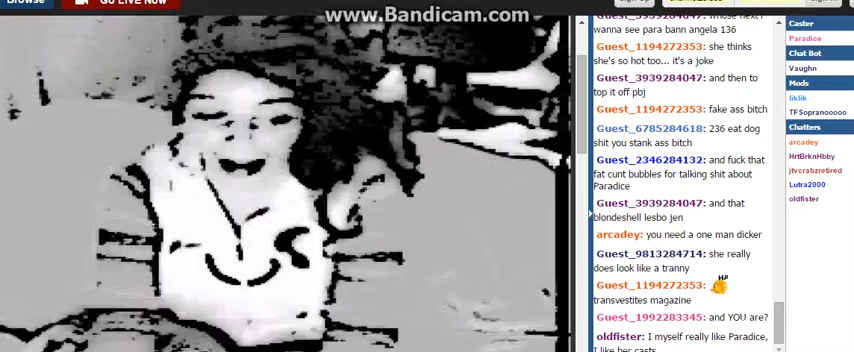 Browse
GO LIVE NOW
www.Bandicam.com
wanna see para bann angela 136
Guest_1194272353: she thinks
she's so hot too... it's a joke
Guest_3939284047: and then to
top it off pbj
Guest_1194272353: fake ass bitch
Guest_6785284618: 236 eat dog
shit you stank ass bitch
Guest_2346284132: and fuck that
fat cunt bubbles for talking shit about
Paradice
Guest_3939284047: and that
blondeshell lesbo jen
arcadey: you need a one man dicker
Guest_9813284714: she really
does look like a tranny
Guest_1194272353:
transvestites magazine
Guest_1992283345: and YOU are?
oldfister: I myself really like Paradice,
I like her casts
Caster
Paradice
Chat Bot
Vaughn
Mods
liklik
TFSopranooooo
Chatters
arcadey
HrtBrknHbby
jtvcrabzretired
Lutra2000
oldfister